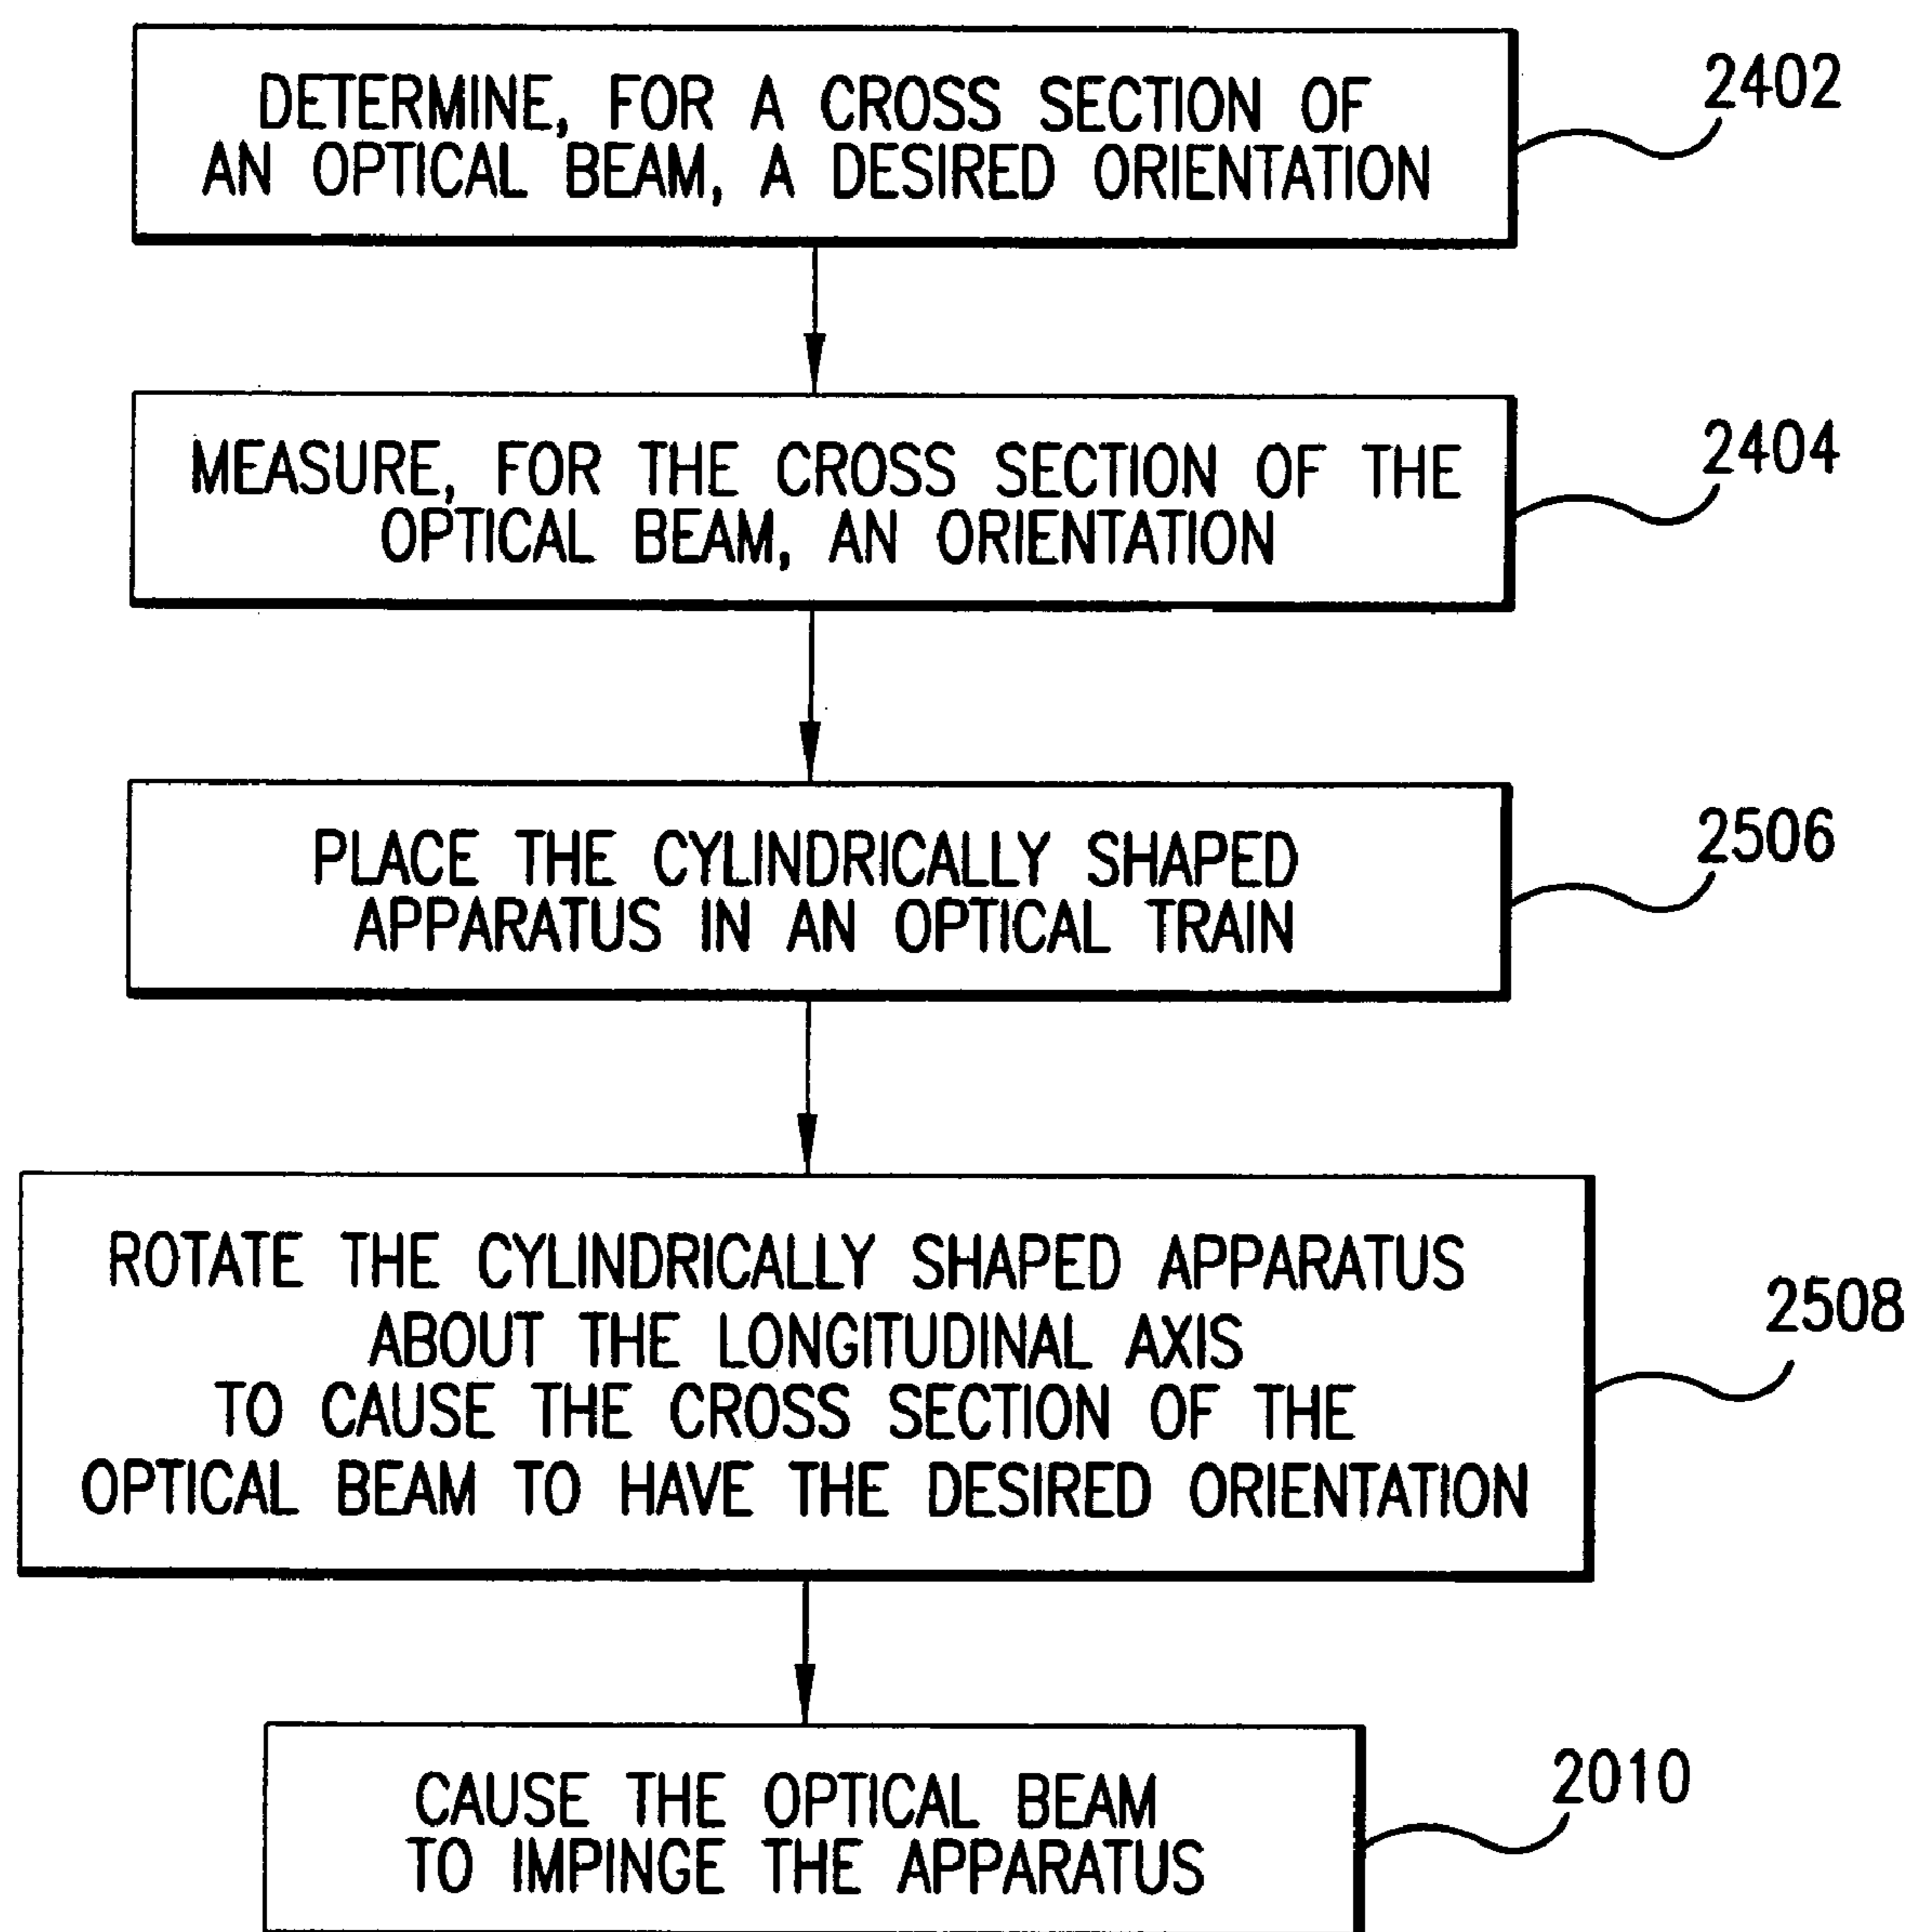 DETERMINE, FOR A CROSS SECTION OF
AN OPTICAL BEAM, A DESIRED ORIENTATION
2402
MEASURE, FOR THE CROSS SECTION OF THE
OPTICAL BEAM, AN ORIENTATION
2404
PLACE THE CYLINDRICALLY SHAPED
APPARATUS IN AN OPTICAL TRAIN
2506
ROTATE THE CYLINDRICALLY SHAPED APPARATUS
ABOUT THE LONGITUDINAL AXIS
TO CAUSE THE CROSS SECTION OF THE
OPTICAL BEAM TO HAVE THE DESIRED ORIENTATION
2508
CAUSE THE OPTICAL BEAM
TO IMPINGE THE APPARATUS
2010